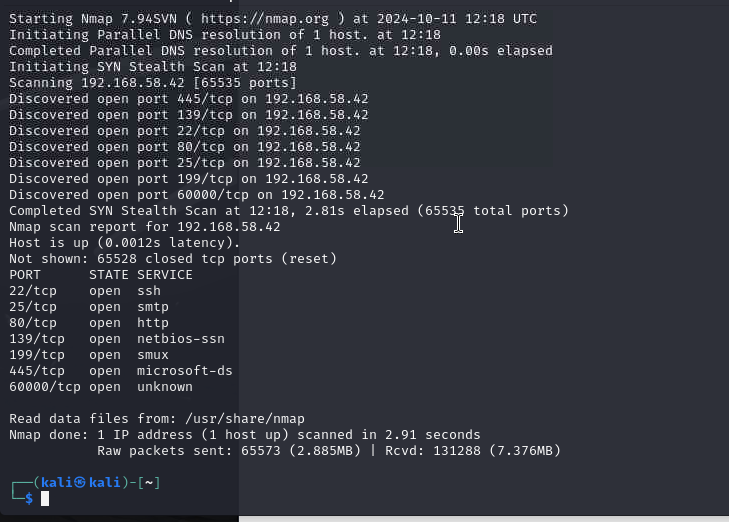 Starting Nmap 7.94SVN ( https://nmap.org ) at 2024-10-11 12:18 UTC
Initiating Parallel DNS resolution of 1 host. at 12:18
Completed Parallel DNS resolution of 1 host. at 12:18, 0.00s elapsed
Initiating SYN Stealth Scan at 12:18
Scanning 192.168.58.42 [65535 ports]
Discovered open port 445/tcp on 192.168.58.42
Discovered open port 139/tcp on 192.168.58.42
Discovered open port 22/tcp on 192.168.58.42
Discovered open port 80/tcp on 192.168.58.42
Discovered open port 25/tcp on 192.168.58.42
Discovered open port 199/tcp on 192.168.58.42
Discovered open port 60000/tcp on 192.168.58.42
Completed SYN Stealth Scan at 12:18, 2.81s elapsed (65535 total ports)
Nmap scan report for 192.168.58.42
Host is up (0.0012s latency).
Not shown: 65528 closed tcp ports (reset)
PORT      STATE SERVICE
22/tcp    open  ssh
25/tcp    open  smtp
80/tcp    open  http
139/tcp   open  netbios-ssn
199/tcp   open  smux
445/tcp   open  microsoft-ds
60000/tcp open  unknown
Read data files from: /usr/share/nmap
Nmap done: 1 IP address (1 host up) scanned in 2.91 seconds
           Raw packets sent: 65573 (2.885MB) | Rcvd: 131288 (7.376MB)
┌──(kali㉿kali)-[~]
└─$